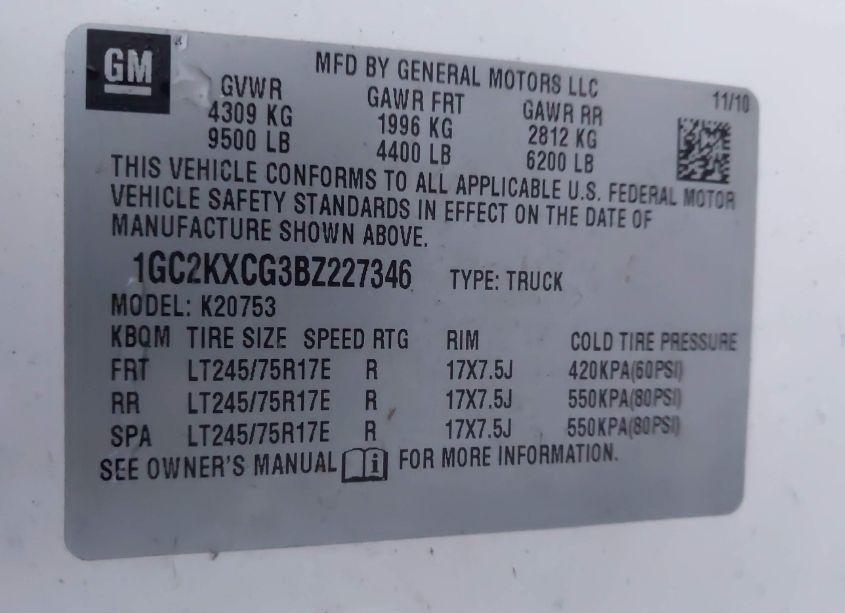 GM
MFD BY GENERAL MOTORS LLC
11/10
GVWR GAWR FRT GAWR RR
4309 KG 1996 KG 2812 KG
9500 LB 4400 LB 6200 LB
THIS VEHICLE CONFORMS TO ALL APPLICABLE U.S. FEDERAL MOTOR
VEHICLE SAFETY STANDARDS IN EFFECT ON THE DATE OF
MANUFACTURE SHOWN ABOVE.
1GC2KXCG3BZ227346 TYPE: TRUCK
MODEL: K20753
KBQM TIRE SIZE SPEED RTG RIM COLD TIRE PRESSURE
FRT LT245/75R17E R 17X7.5J 420KPA(60PSI)
RR LT245/75R17E R 17X7.5J 550KPA(80PSI)
SPA LT245/75R17E R 17X7.5J 550KPA(80PSI)
SEE OWNER'S MANUAL i FOR MORE INFORMATION.